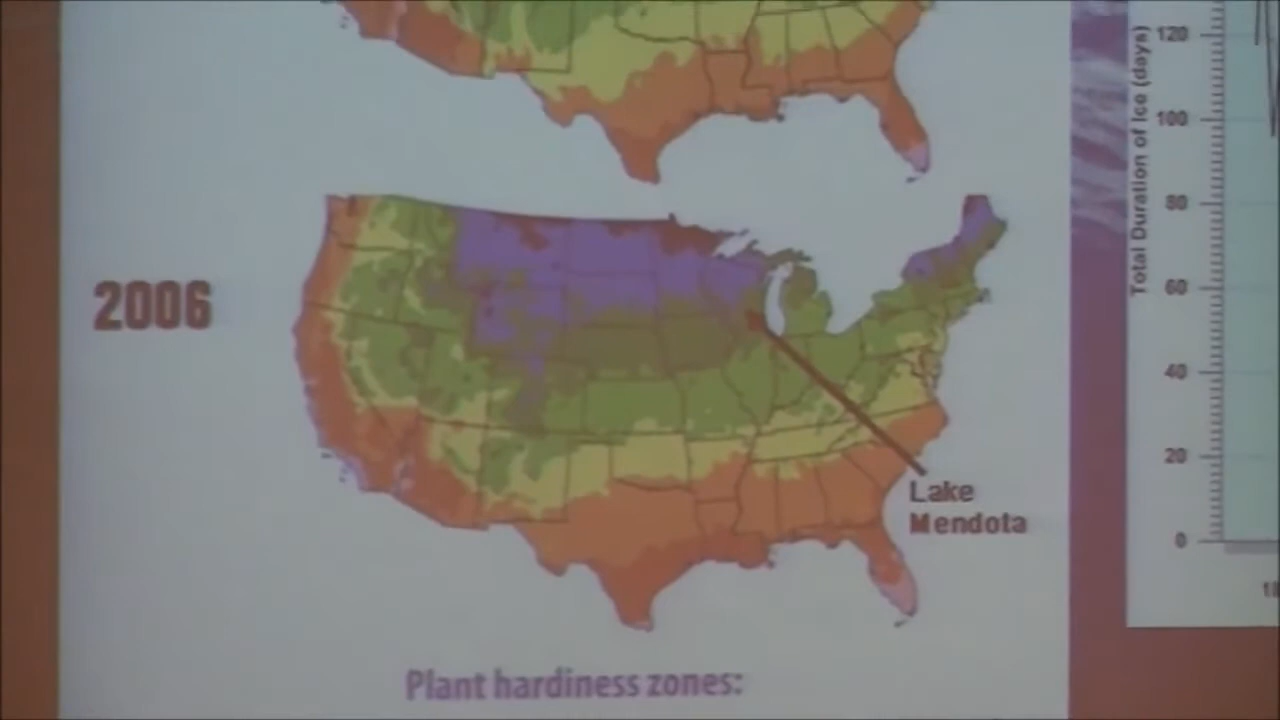 2006
Lake
Mendota
Plant hardiness zones:
Total Duration of Ice (days)
120
100
80
60
40
20
0